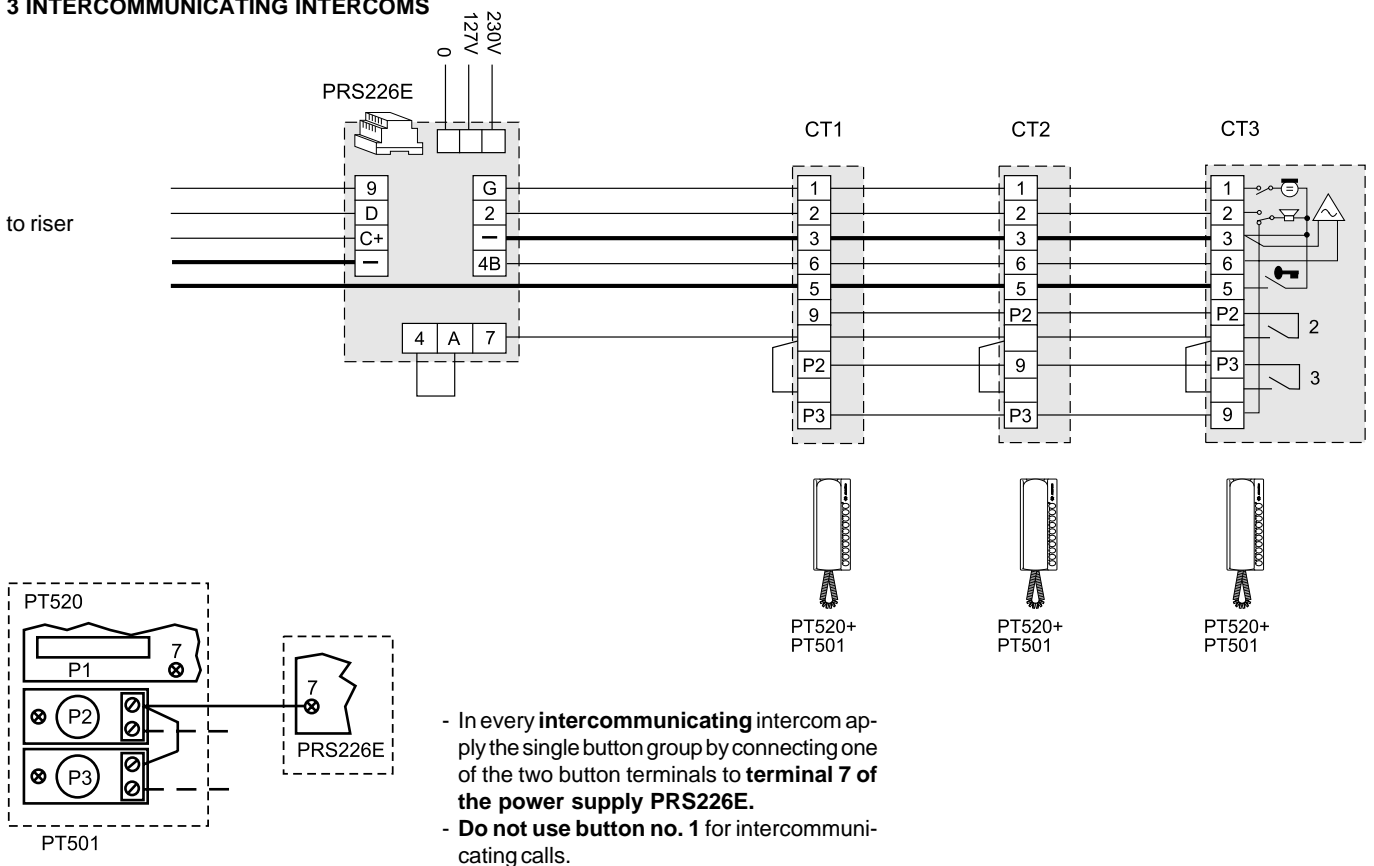 3 INTERCOMMUNICATING INTERCOMS
0
127V
230V
PRS226E
CT1
CT2
CT3
to riser
9
D
C+
–
G
2
–
4B
4 A 7
1
2
3
6
5
9
P2
P3
1
2
3
6
5
P2
9
P3
1
2
3
6
5
P2
P3
9
2
3
PT520+
PT501
PT520+
PT501
PT520+
PT501
PT520
P1
7
P2
P3
PT501
7
PRS226E
- In every intercommunicating intercom ap-
ply the single button group by connecting one
of the two button terminals to terminal 7 of
the power supply PRS226E.
- Do not use button no. 1 for intercommuni-
cating calls.